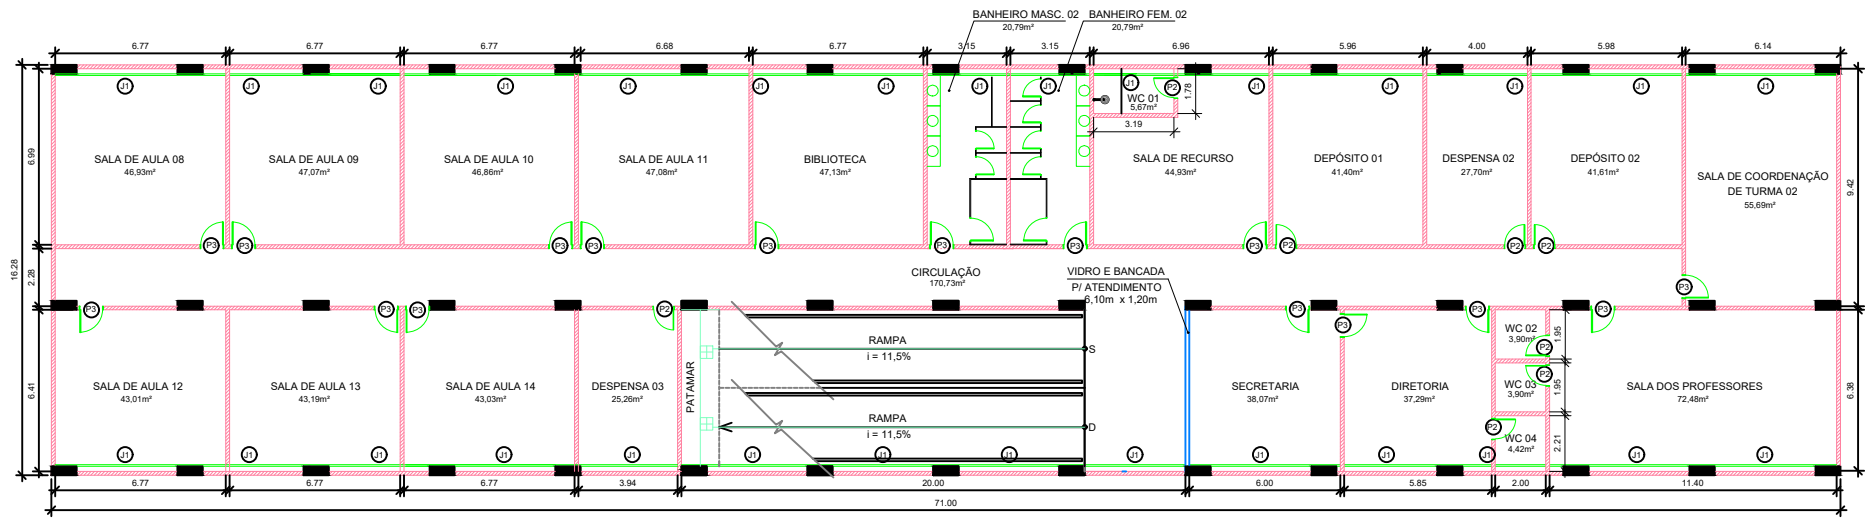 BANHEIRO MASC. 02
20,79m²
BANHEIRO FEM. 02
20,79m²
6.77
6.77
6.77
6.68
6.77
3.15
3.15
6.96
5.96
4.00
5.98
6.14
J1
J1
J1
J1
J1
J1
J1
J1
J1
P2
J1
J1
J1
J1
WC 01
5,67m²
1.78
3.19
SALA DE AULA 08
46,93m²
SALA DE AULA 09
47,07m²
SALA DE AULA 10
46,86m²
SALA DE AULA 11
47,08m²
BIBLIOTECA
47,13m²
SALA DE RECURSO
44,93m²
DEPÓSITO 01
41,40m²
DESPENSA 02
27,70m²
DEPÓSITO 02
41,61m²
SALA DE COORDENAÇÃO
DE TURMA 02
55,69m²
6.99
9.42
16.28
2.28
P3
P3
P3
P3
P3
P3
P3
P3
P2
P2
P2
P3
CIRCULAÇÃO
170,73m²
VIDRO E BANCADA
P/ ATENDIMENTO
6,10m x 1,20m
P3
P3
P3
P2
P3
P3
P3
P3
WC 02
3,90m²
P2
1.95
RAMPA
i = 11,5%
S
PATAMAR
SALA DE AULA 12
43,01m²
SALA DE AULA 13
43,19m²
SALA DE AULA 14
43,03m²
DESPENSA 03
25,26m²
SECRETARIA
38,07m²
DIRETORIA
37,29m²
WC 03
3,90m²
P2
1.95
SALA DOS PROFESSORES
72,48m²
6.41
6.38
RAMPA
i = 11,5%
D
P2
WC 04
4,42m²
2.21
J1
J1
J1
J1
J1
J1
J1
J1
J1
J1
J1
J1
J1
J1
6.77
6.77
6.77
3.94
20.00
6.00
5.85
2.00
11.40
71.00